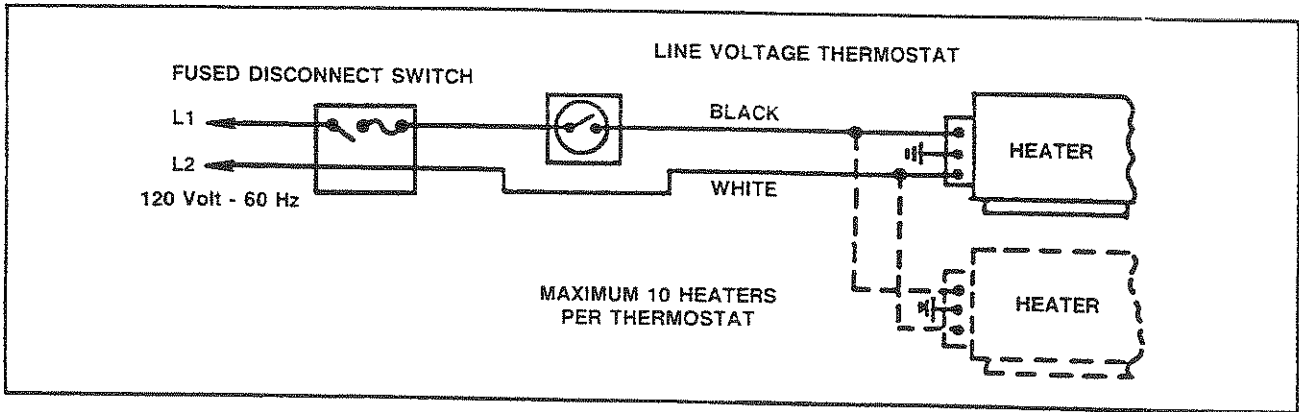 LINE VOLTAGE THERMOSTAT
FUSED DISCONNECT SWITCH
L1
BLACK
HEATER
L2
WHITE
120 Volt - 60 Hz
MAXIMUM 10 HEATERS
PER THERMOSTAT
HEATER